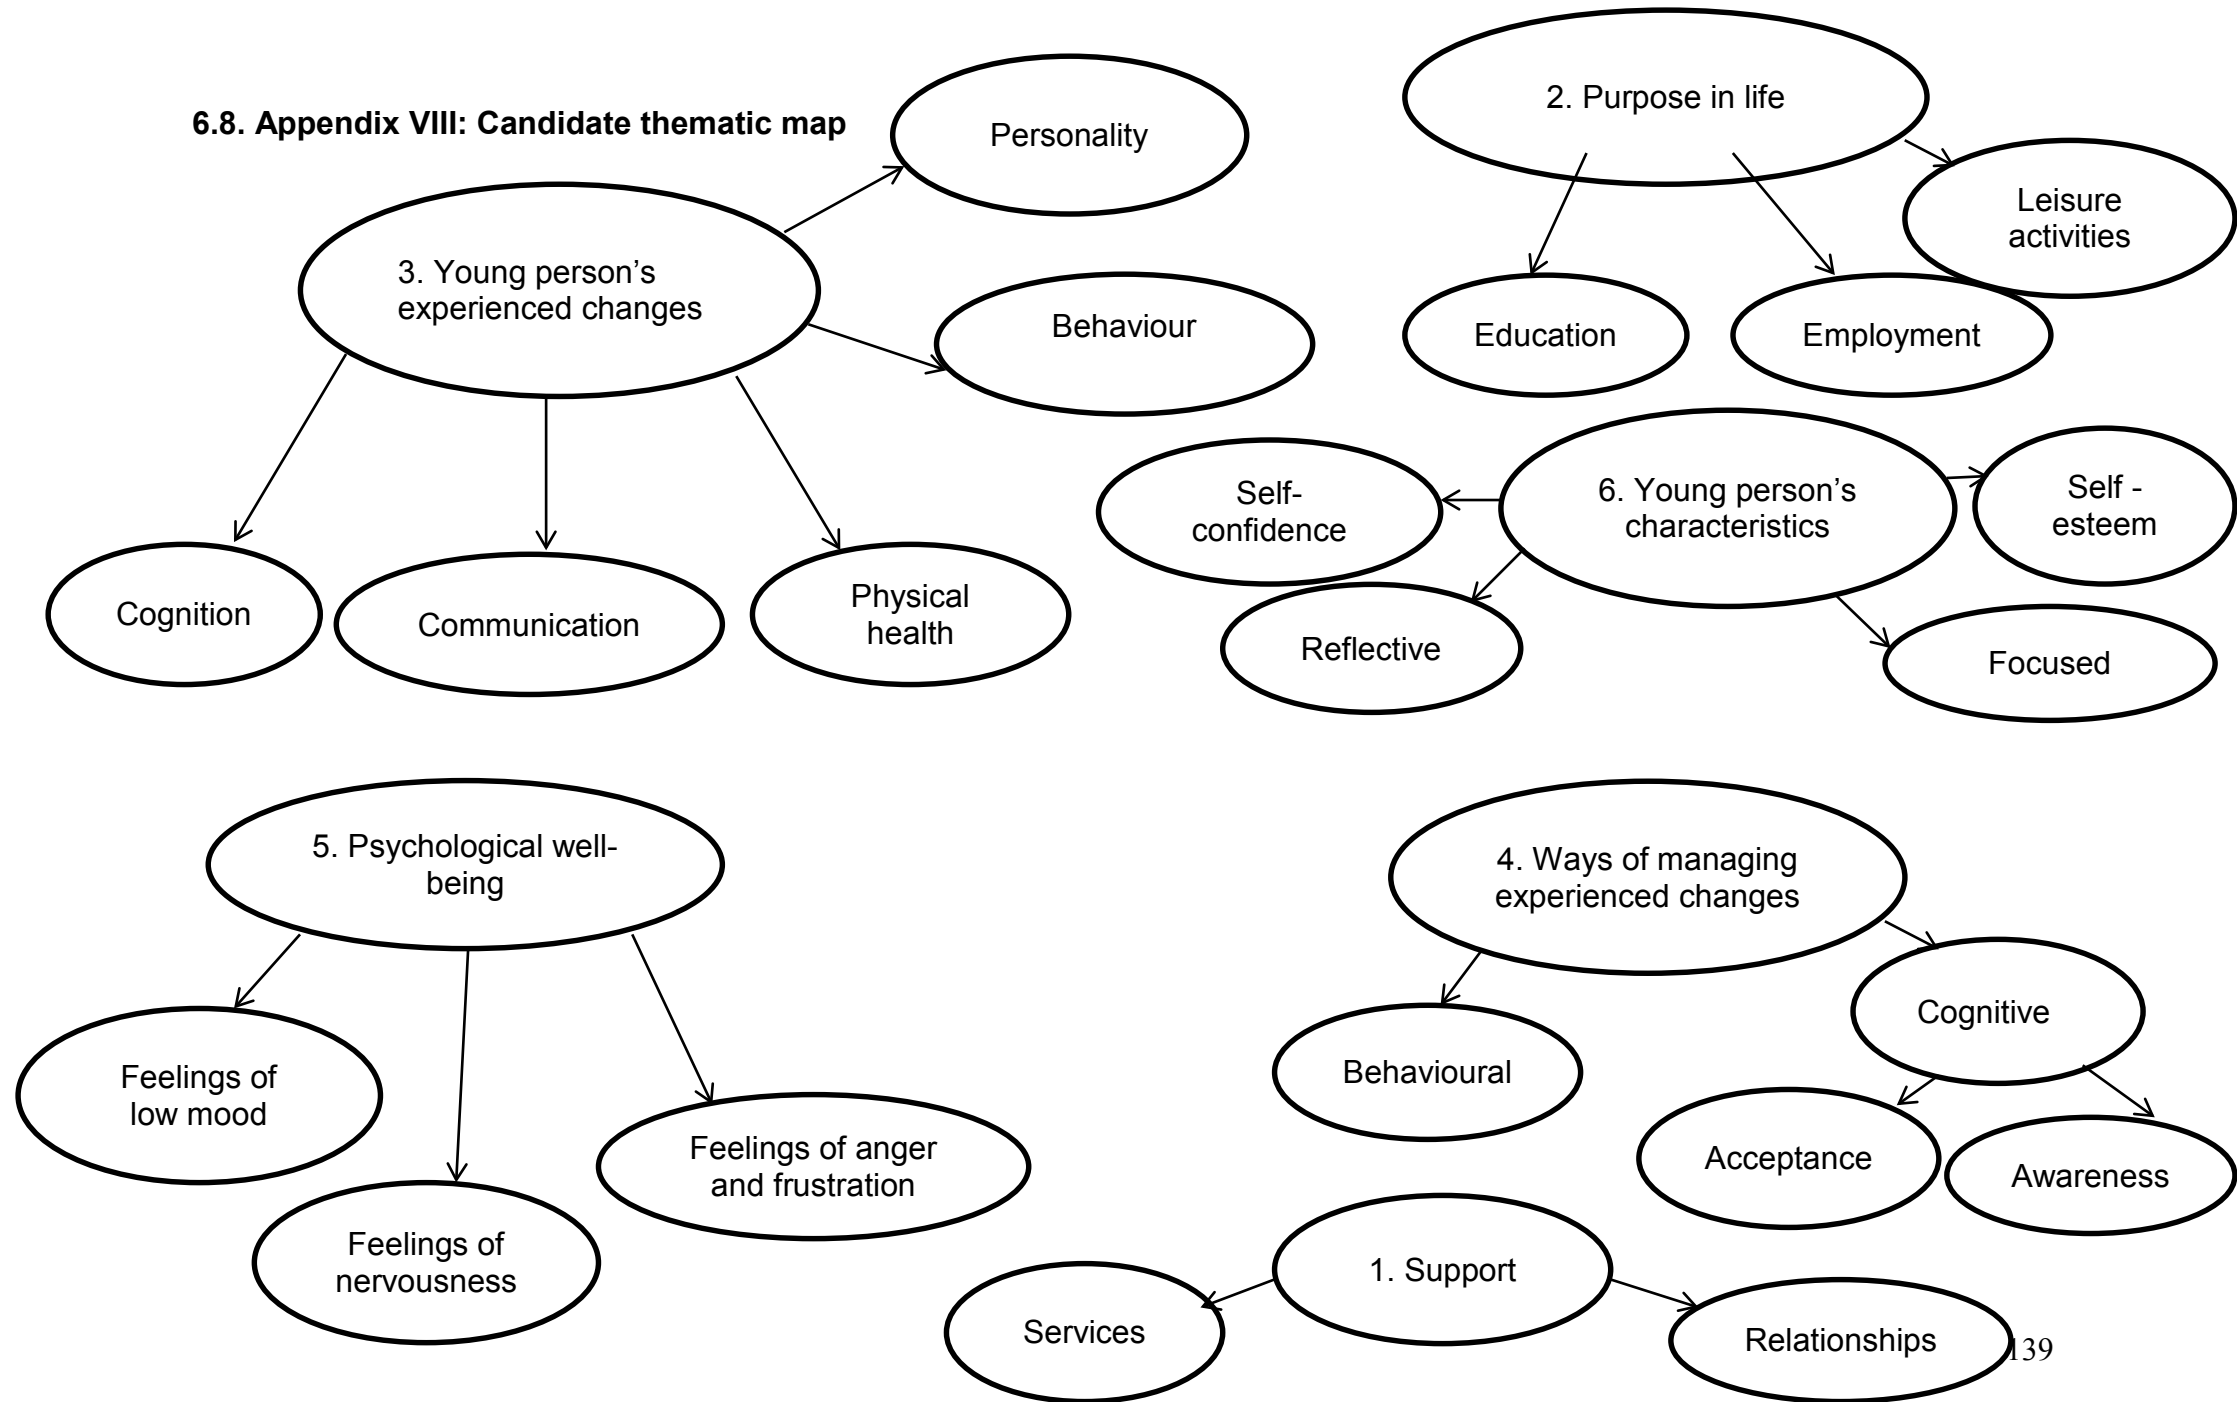 6.8. Appendix VIII: Candidate thematic map
Personality
2. Purpose in life
Leisure
activities
3. Young person’s
experienced changes
Behaviour
Education
Employment
Self-
confidence
6. Young person’s
characteristics
Self -
esteem
Cognition
Communication
Physical
health
Reflective
Focused
5. Psychological well-
being
4. Ways of managing
experienced changes
Cognitive
Behavioural
Feelings of
low mood
Feelings of anger
and frustration
Acceptance
Awareness
Feelings of
nervousness
1. Support
Services
Relationships
139